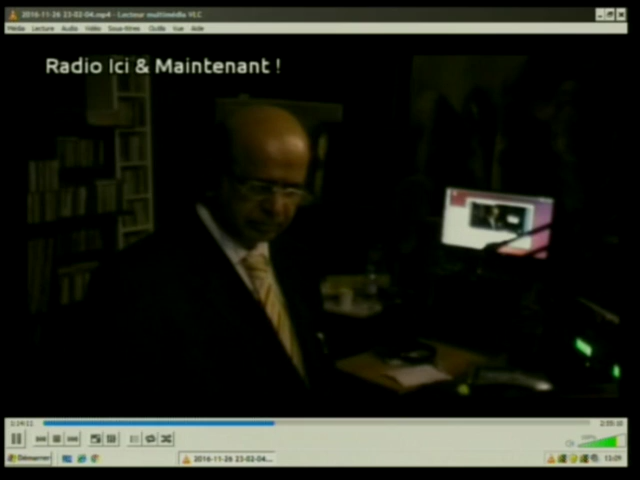 2016-11-26 23-02-04.mp4 - Lecteur multimédia VLC
Média Lecture Audio Vidéo Sous-titres Outils Vue Aide
Radio Ici & Maintenant !
Démarrer 2016-11-26 23-02-04... 13:09